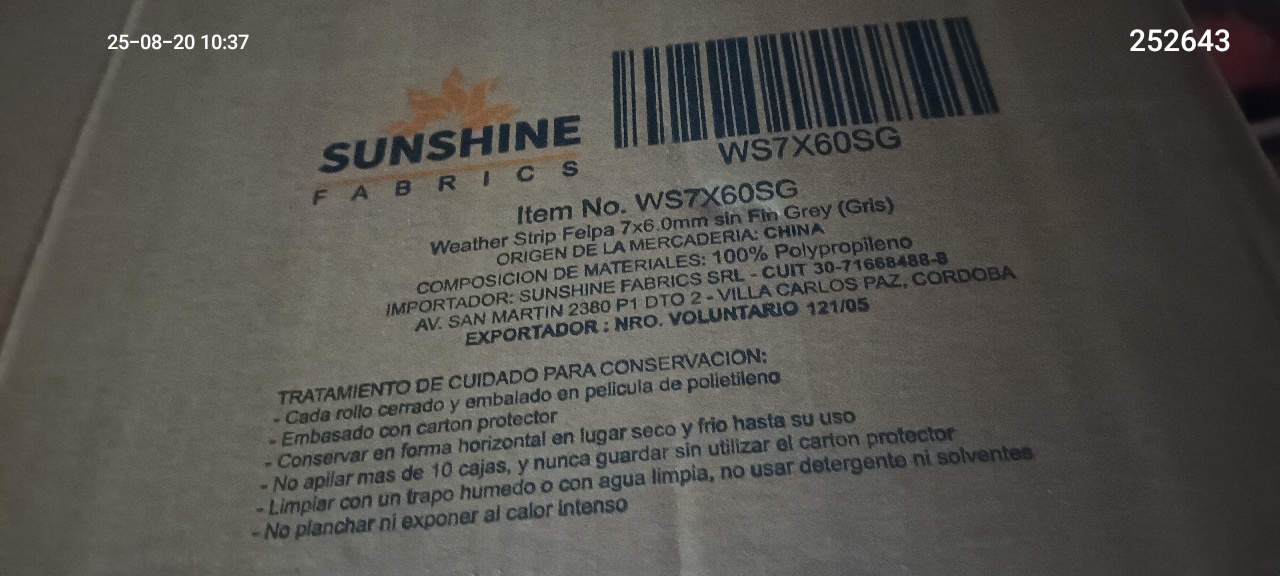 25-08-20 10:37
252643
SUNSHINE
FABRICS
WS7X60SG
Item No. WS7X60SG
Weather Strip Felpa 7x6.0mm sin Fin Grey (Gris)
ORIGEN DE LA MERCADERIA: CHINA
COMPOSICION DE MATERIALES: 100% Polypropileno
IMPORTADOR: SUNSHINE FABRICS SRL - CUIT 30-71668488-8
AV. SAN MARTIN 2380 P1 DTO 2 - VILLA CARLOS PAZ, CORDOBA
EXPORTADOR : NRO. VOLUNTARIO 121/05
TRATAMIENTO DE CUIDADO PARA CONSERVACION:
- Cada rollo cerrado y embalado en pelicula de polietileno
- Embasado con carton protector
- Conservar en forma horizontal en lugar seco y frio hasta su uso
- No apilar mas de 10 cajas, y nunca guardar sin utilizar el carton protector
- Limpiar con un trapo humedo o con agua limpia, no usar detergente ni solventes
- No planchar ni exponer al calor intenso